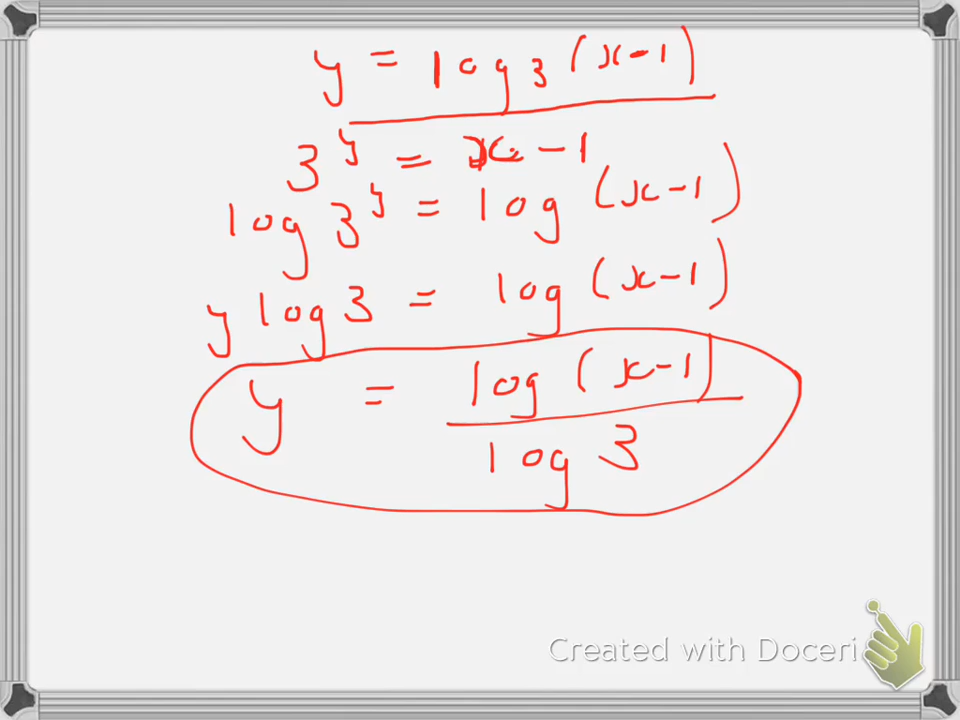 y = log₃(x-1)
3^y = x-1
log 3^y = log (x-1)
y log 3 = log (x-1)
y = log (x-1) / log 3
Created with Doceri